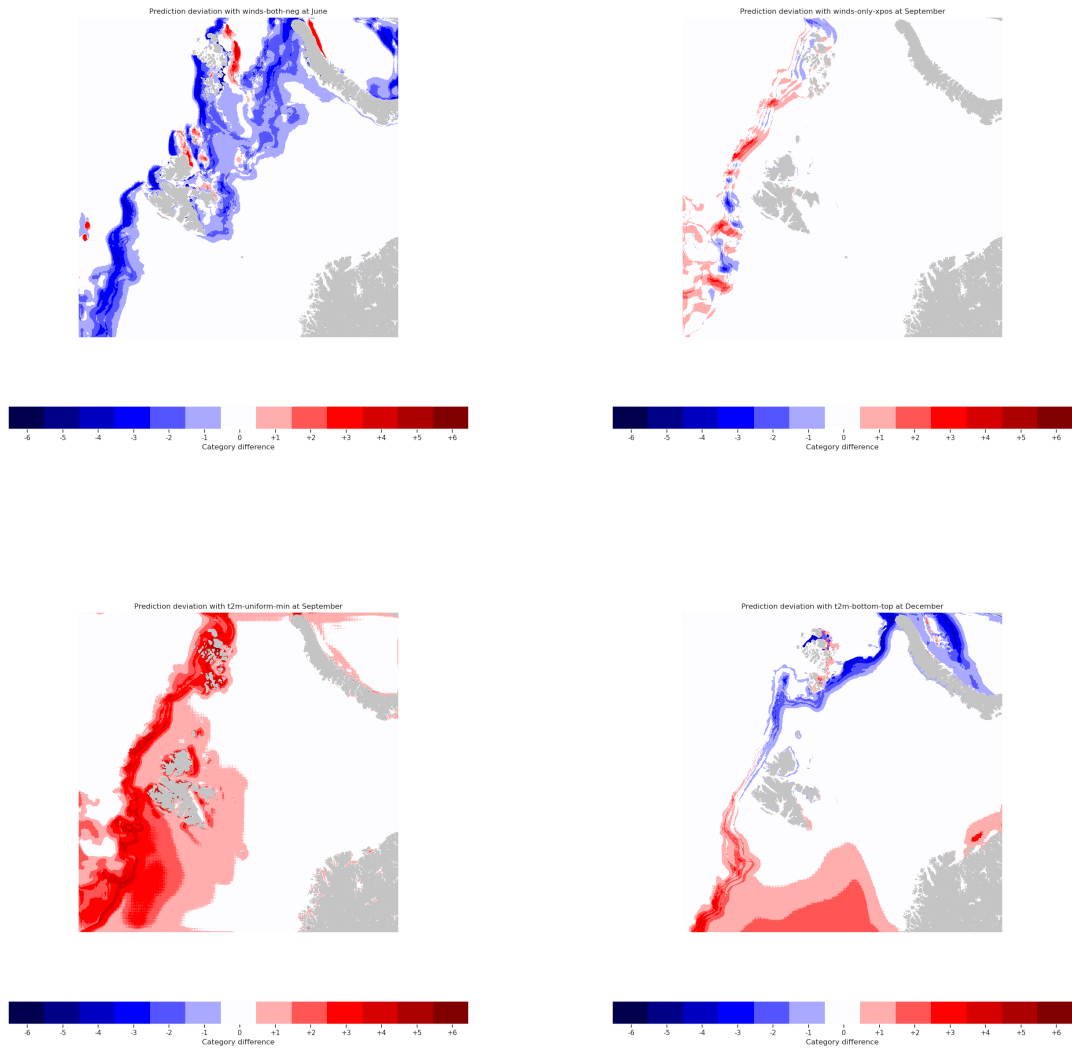 Prediction deviation with winds-both-neg at June
-6 -5 -4 -3 -2 -1 0 +1 +2 +3 +4 +5 +6
Category difference
Prediction deviation with winds-only-xpos at September
-6 -5 -4 -3 -2 -1 0 +1 +2 +3 +4 +5 +6
Category difference
Prediction deviation with t2m-uniform-min at September
-6 -5 -4 -3 -2 -1 0 +1 +2 +3 +4 +5 +6
Category difference
Prediction deviation with t2m-bottom-top at December
-6 -5 -4 -3 -2 -1 0 +1 +2 +3 +4 +5 +6
Category difference